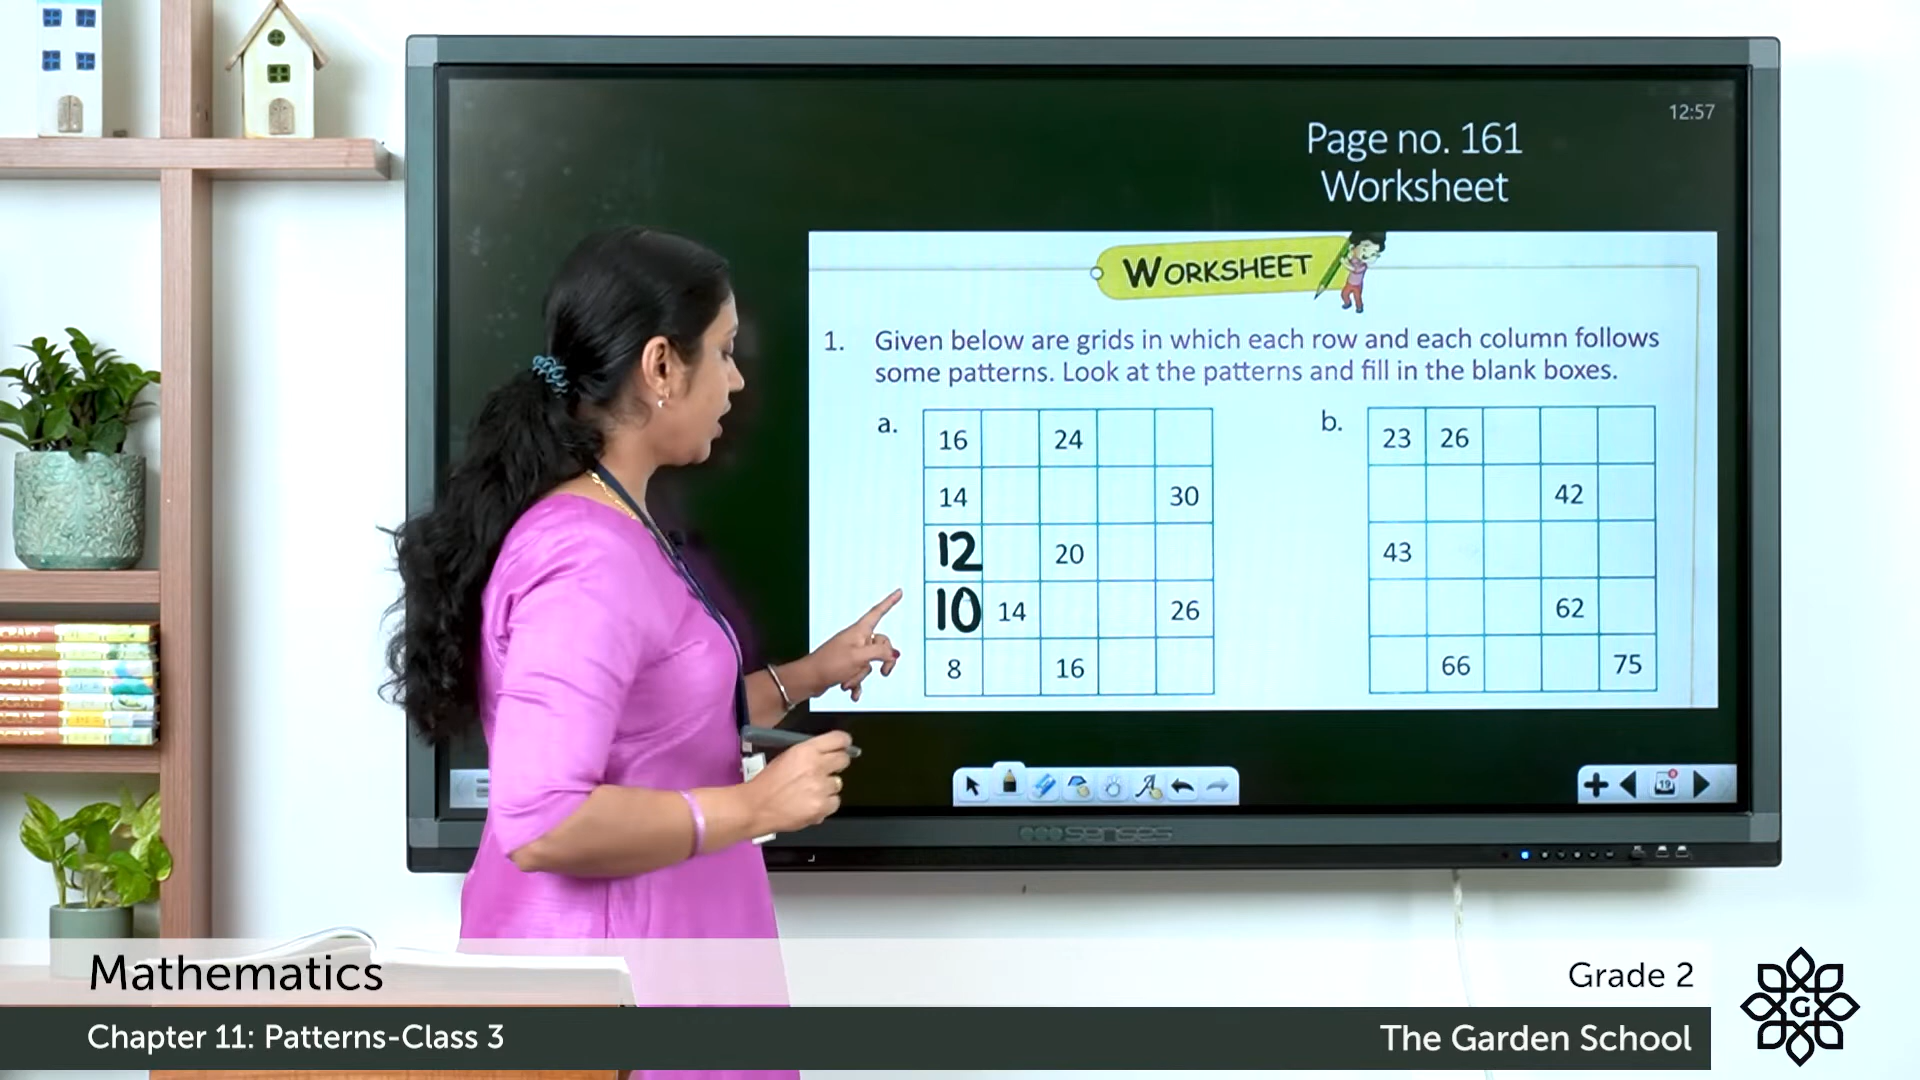 12:57
Page no. 161
Worksheet
WORKSHEET
1. Given below are grids in which each row and each column follows
some patterns. Look at the patterns and fill in the blank boxes.
a.
16 24
14 30
12 20
10 14 26
8 16
b.
23 26
42
43
62
66 75
A
19
senses
Mathematics
Grade 2
Chapter 11: Patterns-Class 3
The Garden School
G